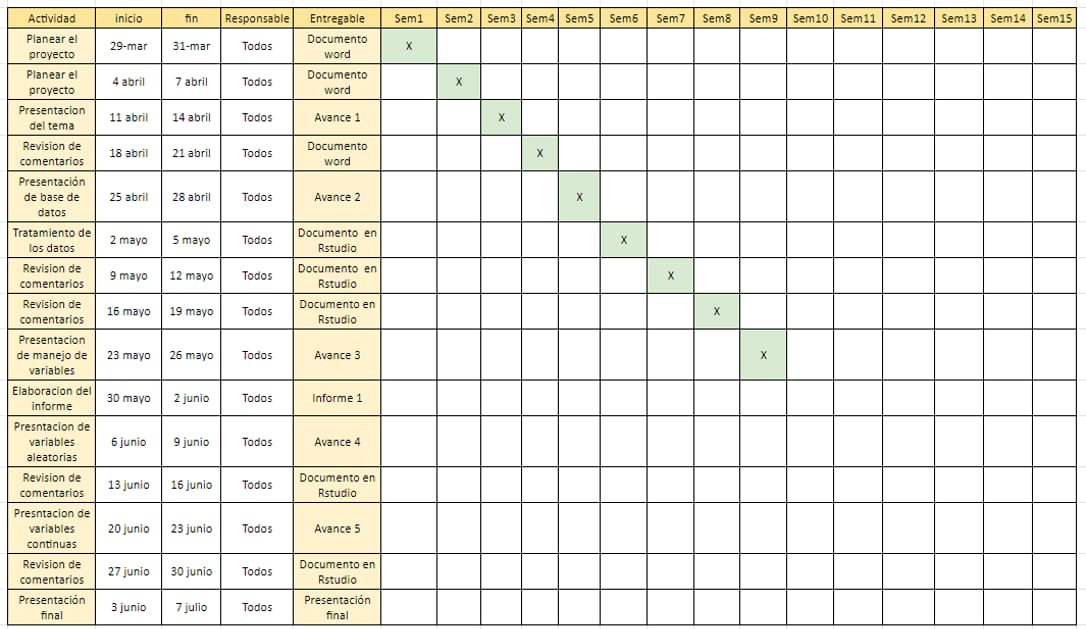 Actividad inicio fin Responsable Entregable Sem1 Sem2 Sem3 Sem4 Sem5 Sem6 Sem7 Sem8 Sem9 Sem10 Sem11 Sem12 Sem13 Sem14 Sem15
Planear el
proyecto 29-mar 31-mar Todos Documento
word X
Planear el
proyecto 4 abril 7 abril Todos Documento
word X
Presentacion
del tema 11 abril 14 abril Todos Avance 1 X
Revision de
comentarios 18 abril 21 abril Todos Documento
word X
Presentación
de base de
datos 25 abril 28 abril Todos Avance 2 X
Tratamiento de
los datos 2 mayo 5 mayo Todos Documento en
Rstudio X
Revision de
comentarios 9 mayo 12 mayo Todos Documento en
Rstudio X
Revision de
comentarios 16 mayo 19 mayo Todos Documento en
Rstudio X
Presentacion
de manejo de
variables 23 mayo 26 mayo Todos Avance 3 X
Elaboracion del
informe 30 mayo 2 junio Todos Informe 1
Presntacion de
variables
aleatorias 6 junio 9 junio Todos Avance 4
Revision de
comentarios 13 junio 16 junio Todos Documento en
Rstudio
Presntacion de
variables
continuas 20 junio 23 junio Todos Avance 5
Revision de
comentarios 27 junio 30 junio Todos Documento en
Rstudio
Presentación
final 3 junio 7 julio Todos Presentación
final